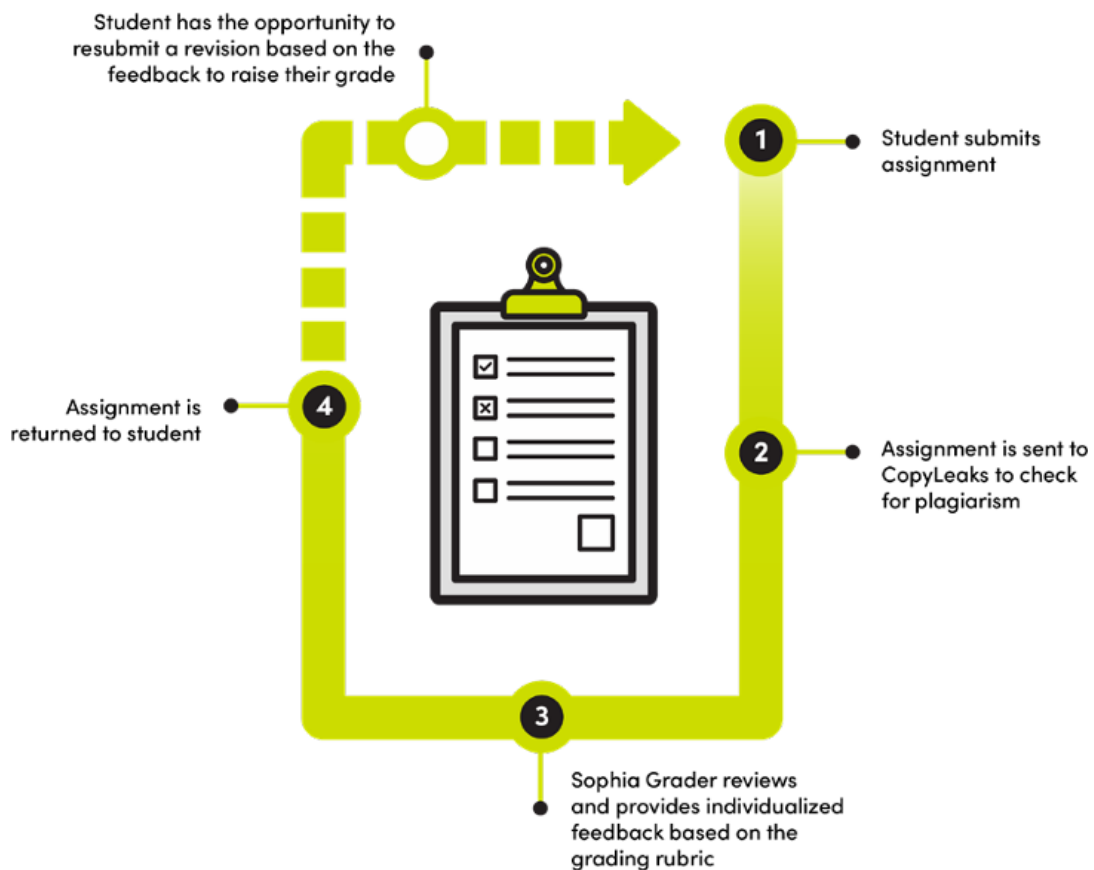 Student has the opportunity to
resubmit a revision based on the
feedback to raise their grade
1
Student submits
assignment
2
Assignment is sent to
CopyLeaks to check
for plagiarism
3
Sophia Grader reviews
and provides individualized
feedback based on the
grading rubric
4
Assignment is
returned to student